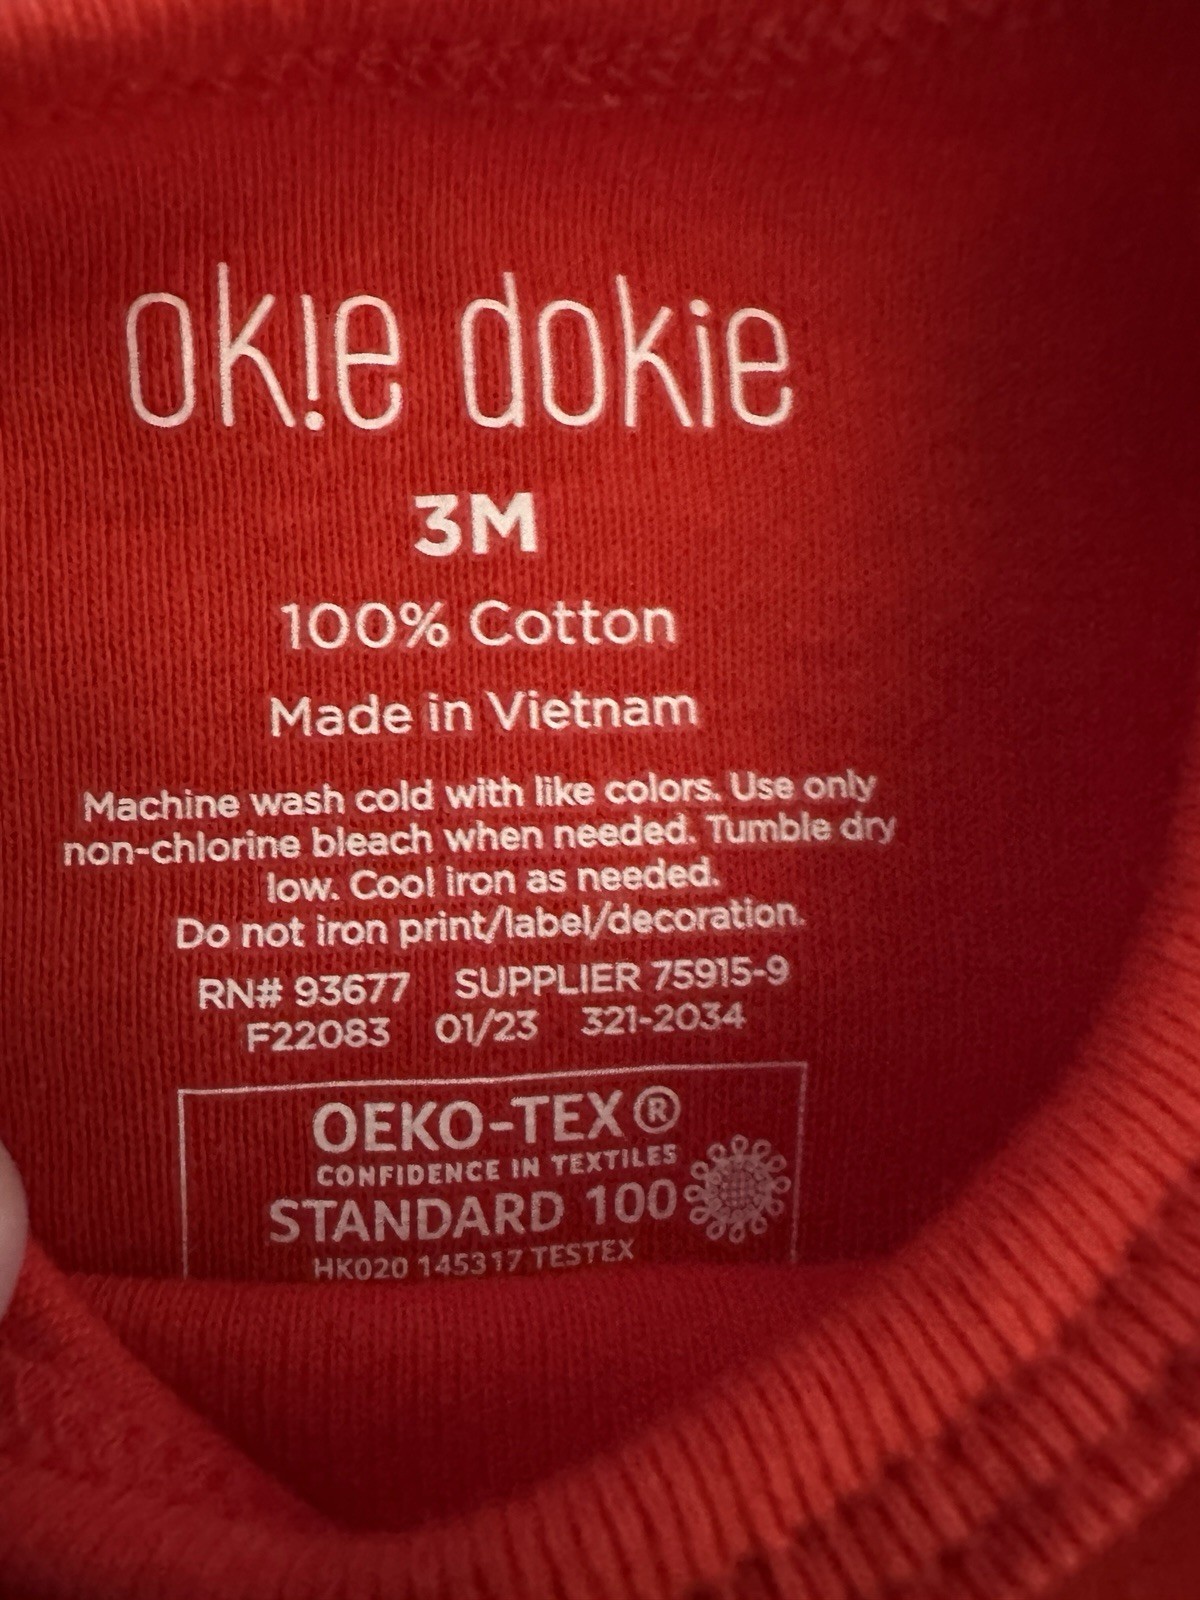 ok!e dokie
3M
100% Cotton
Made in Vietnam
Machine wash cold with like colors. Use only
non-chlorine bleach when needed. Tumble dry
low. Cool iron as needed.
Do not iron print/label/decoration.
RN# 93677 SUPPLIER 75915-9
F22083 01/23 321-2034
OEKO-TEX®
CONFIDENCE IN TEXTILES
STANDARD 100
HK020 145317 TESTEX